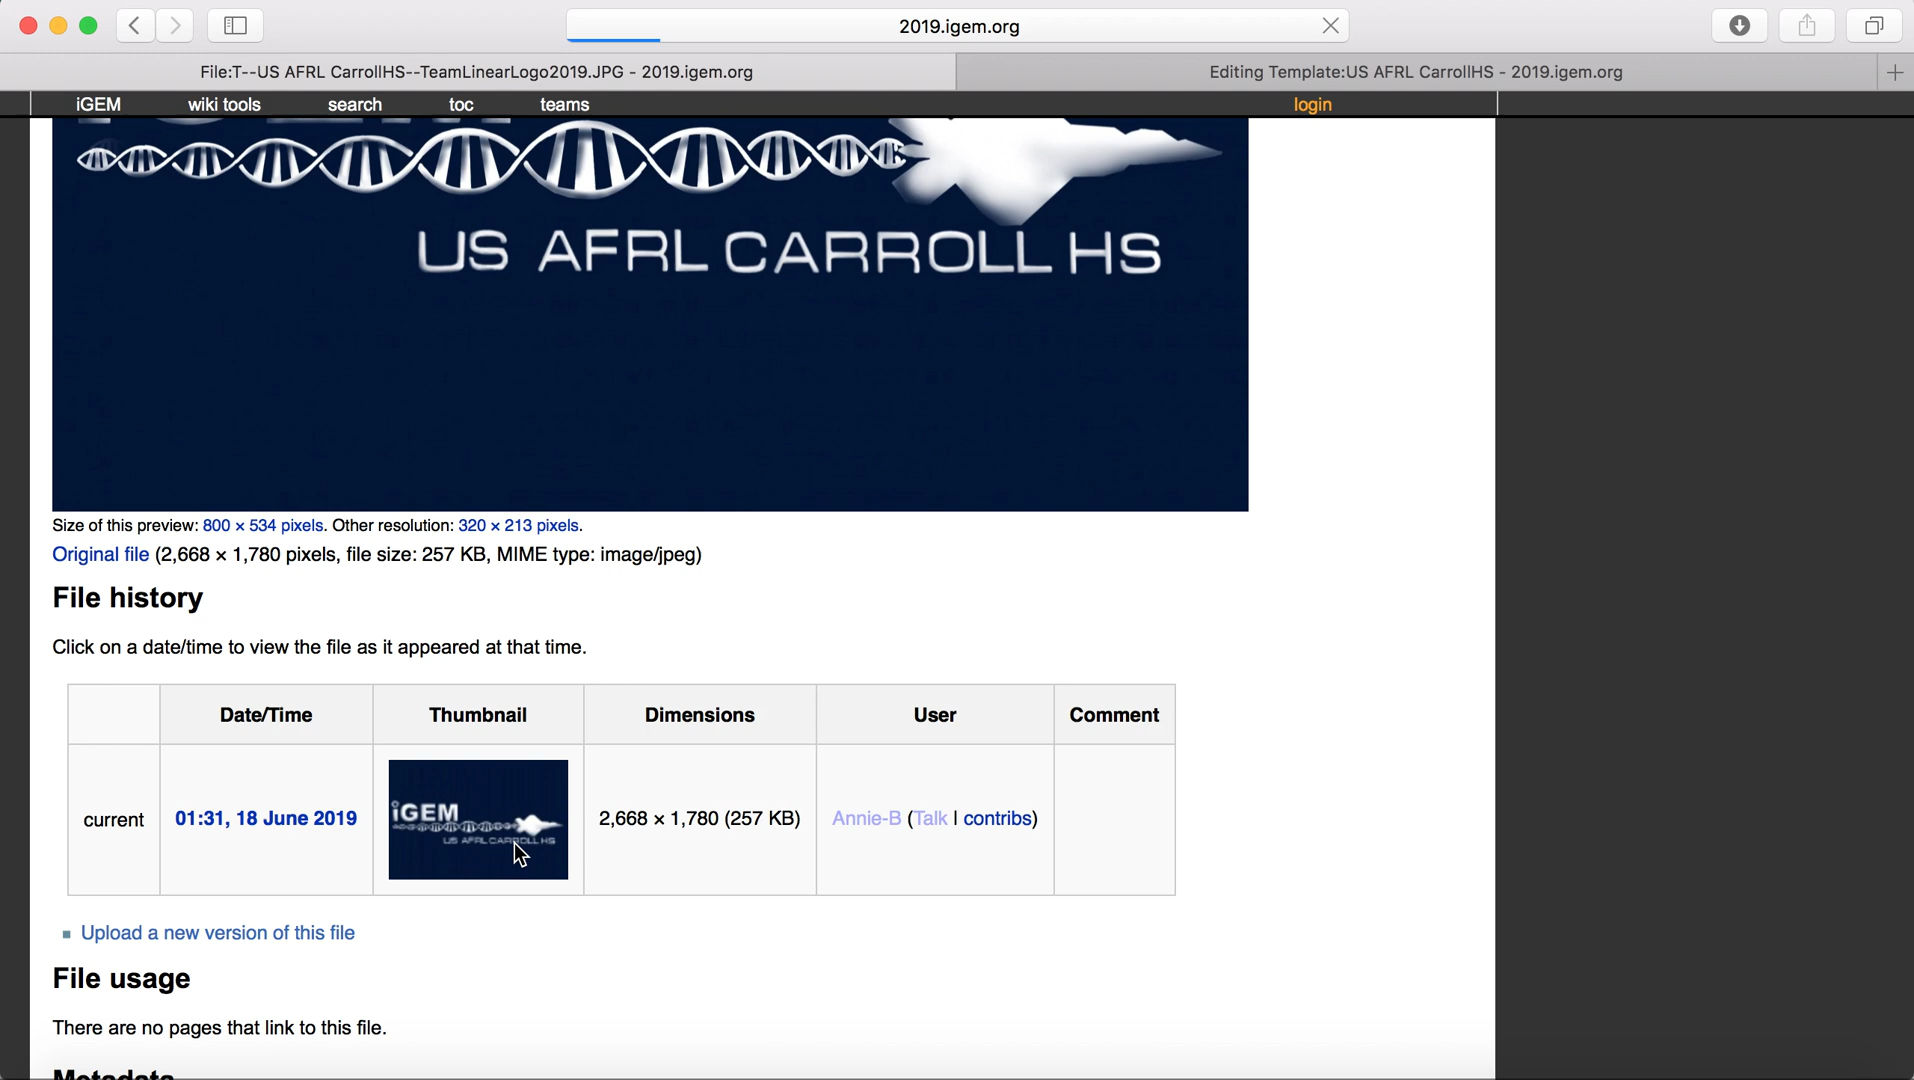 2019.igem.org
File:T--US AFRL CarrollHS--TeamLinearLogo2019.JPG - 2019.igem.org
Editing Template:US AFRL CarrollHS - 2019.igem.org
iGEM wiki tools search toc teams login
US AFRL CARROLL HS
Size of this preview: 800 × 534 pixels. Other resolution: 320 × 213 pixels.
Original file (2,668 × 1,780 pixels, file size: 257 KB, MIME type: image/jpeg)
File history
Click on a date/time to view the file as it appeared at that time.
Date/Time Thumbnail Dimensions User Comment
iGEM
US AFRL CARROLL HS
current 01:31, 18 June 2019 2,668 × 1,780 (257 KB) Annie-B (Talk | contribs)
Upload a new version of this file
File usage
There are no pages that link to this file.
Metadata